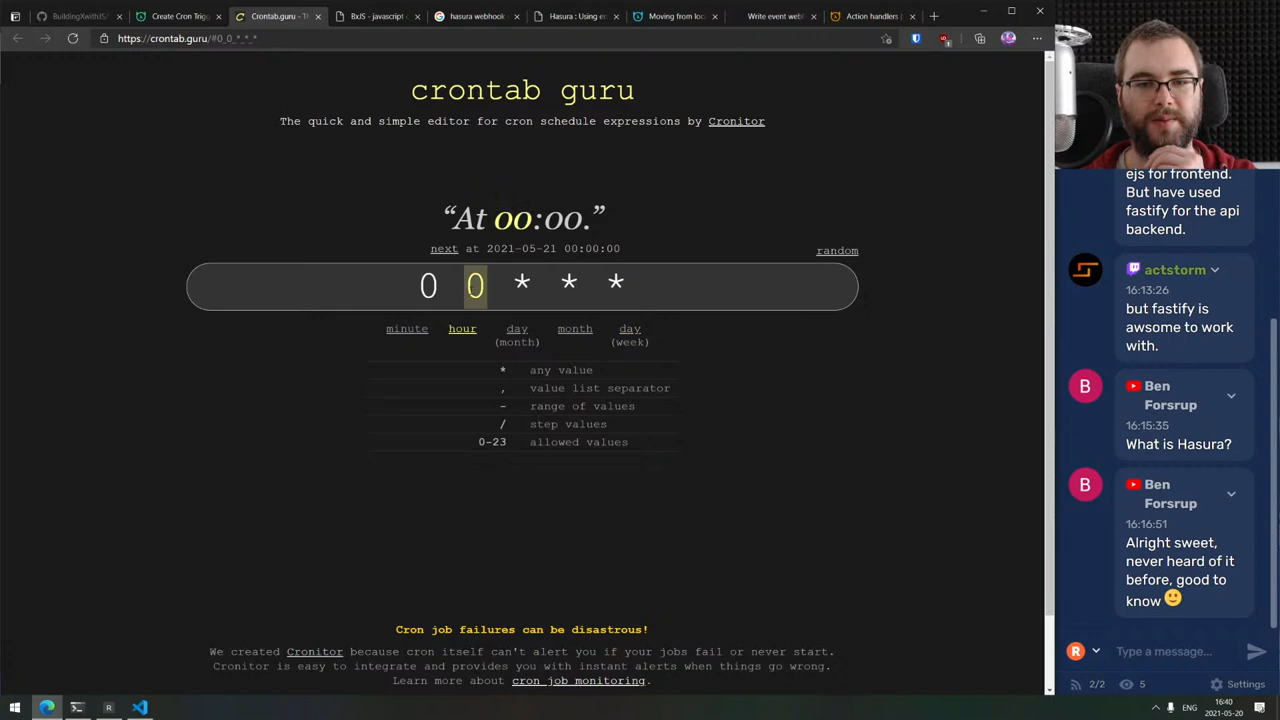 BuildingXwithJS/
Create Cron Trigg
Crontab.guru - Th
BxJS - javascript c
hasura webhook
Hasura : Using en
Moving from loc
Write event web
Action handlers |
https://crontab.guru/#0_0_*_*_*
crontab guru
The quick and simple editor for cron schedule expressions by Cronitor
“At 00:00.”
next at 2021-05-21 00:00:00
random
0 0 * * *
minute hour day month day
(month) (week)
* any value
, value list separator
- range of values
/ step values
0-23 allowed values
Cron job failures can be disastrous!
We created Cronitor because cron itself can't alert you if your jobs fail or never start.
Cronitor is easy to integrate and provides you with instant alerts when things go wrong.
Learn more about cron job monitoring.
ejs for frontend.
But have used
fastify for the api
backend.
actstorm
16:13:26
but fastify is
awsome to work
with.
B
Ben
Forsrup
16:15:35
What is Hasura?
B
Ben
Forsrup
16:16:51
Alright sweet,
never heard of it
before, good to
know 🙂
R
Type a message...
2/2
5
Settings
R
ENG
16:40
2021-05-20